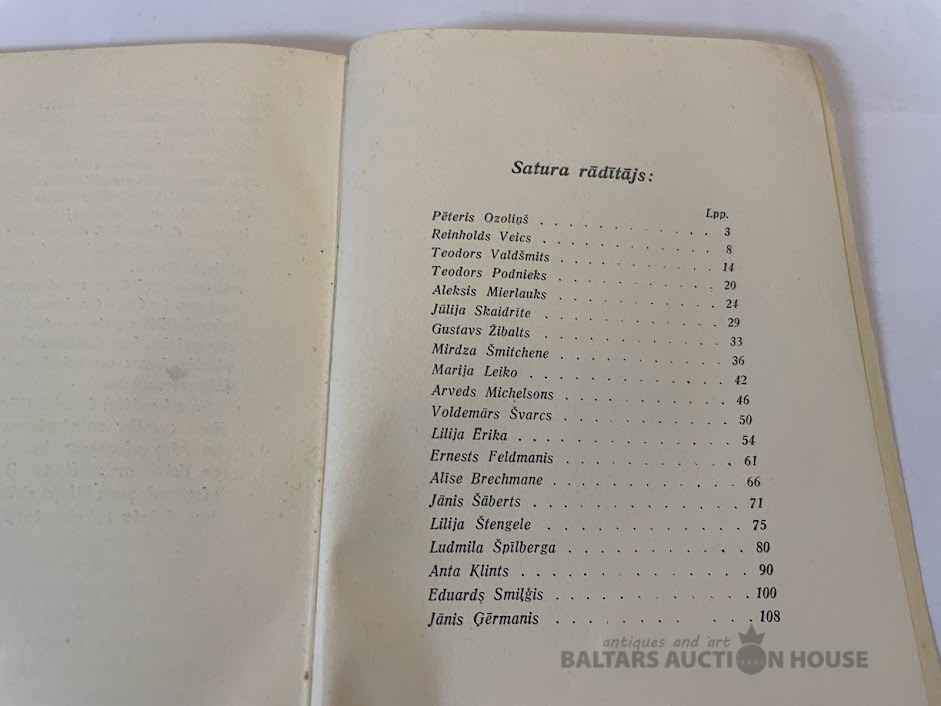 Satura rādītājs:
Lpp.
Pēteris Ozoliņš . . . . . . . . . . 3
Reinholds Veics . . . . . . . . . . 8
Teodors Valdšmits . . . . . . . . . . 14
Teodors Podnieks . . . . . . . . . . 20
Aleksis Mierlauks . . . . . . . . . . 24
Jūlija Skaidrīte . . . . . . . . . . 29
Gustavs Žibalts . . . . . . . . . . 33
Mirdza Šmitchene . . . . . . . . . . 36
Marija Leiko . . . . . . . . . . 42
Arveds Michelsons . . . . . . . . . . 46
Voldemārs Švarcs . . . . . . . . . . 50
Lilija Ērika . . . . . . . . . . 54
Ernests Feldmanis . . . . . . . . . . 61
Alise Brechmane . . . . . . . . . . 66
Jānis Šāberts . . . . . . . . . . 71
Lilija Štengele . . . . . . . . . . 75
Ludmila Špīlberga . . . . . . . . . . 80
Anta Klints . . . . . . . . . . 90
Eduards Smiļģis . . . . . . . . . . 100
Jānis Ģērmanis . . . . . . . . . . 108
antiques and art
BALTARS AUCTION HOUSE